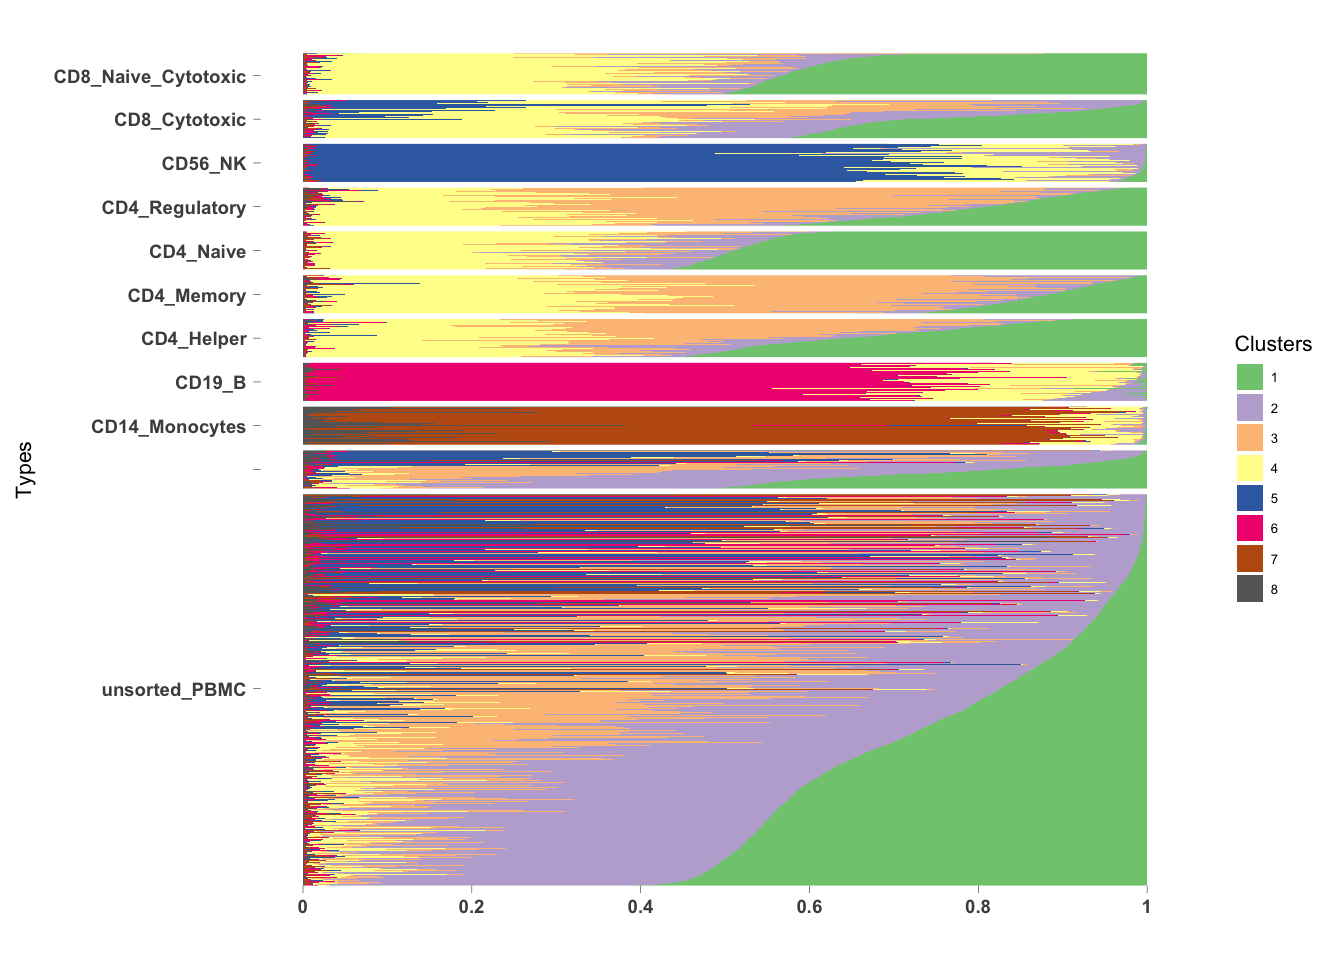 CD8_Naive_Cytotoxic
CD8_Cytotoxic
CD56_NK
CD4_Regulatory
CD4_Naive
CD4_Memory
CD4_Helper
CD19_B
CD14_Monocytes
unsorted_PBMC
Types
0 0.2 0.4 0.6 0.8 1
Clusters
1
2
3
4
5
6
7
8